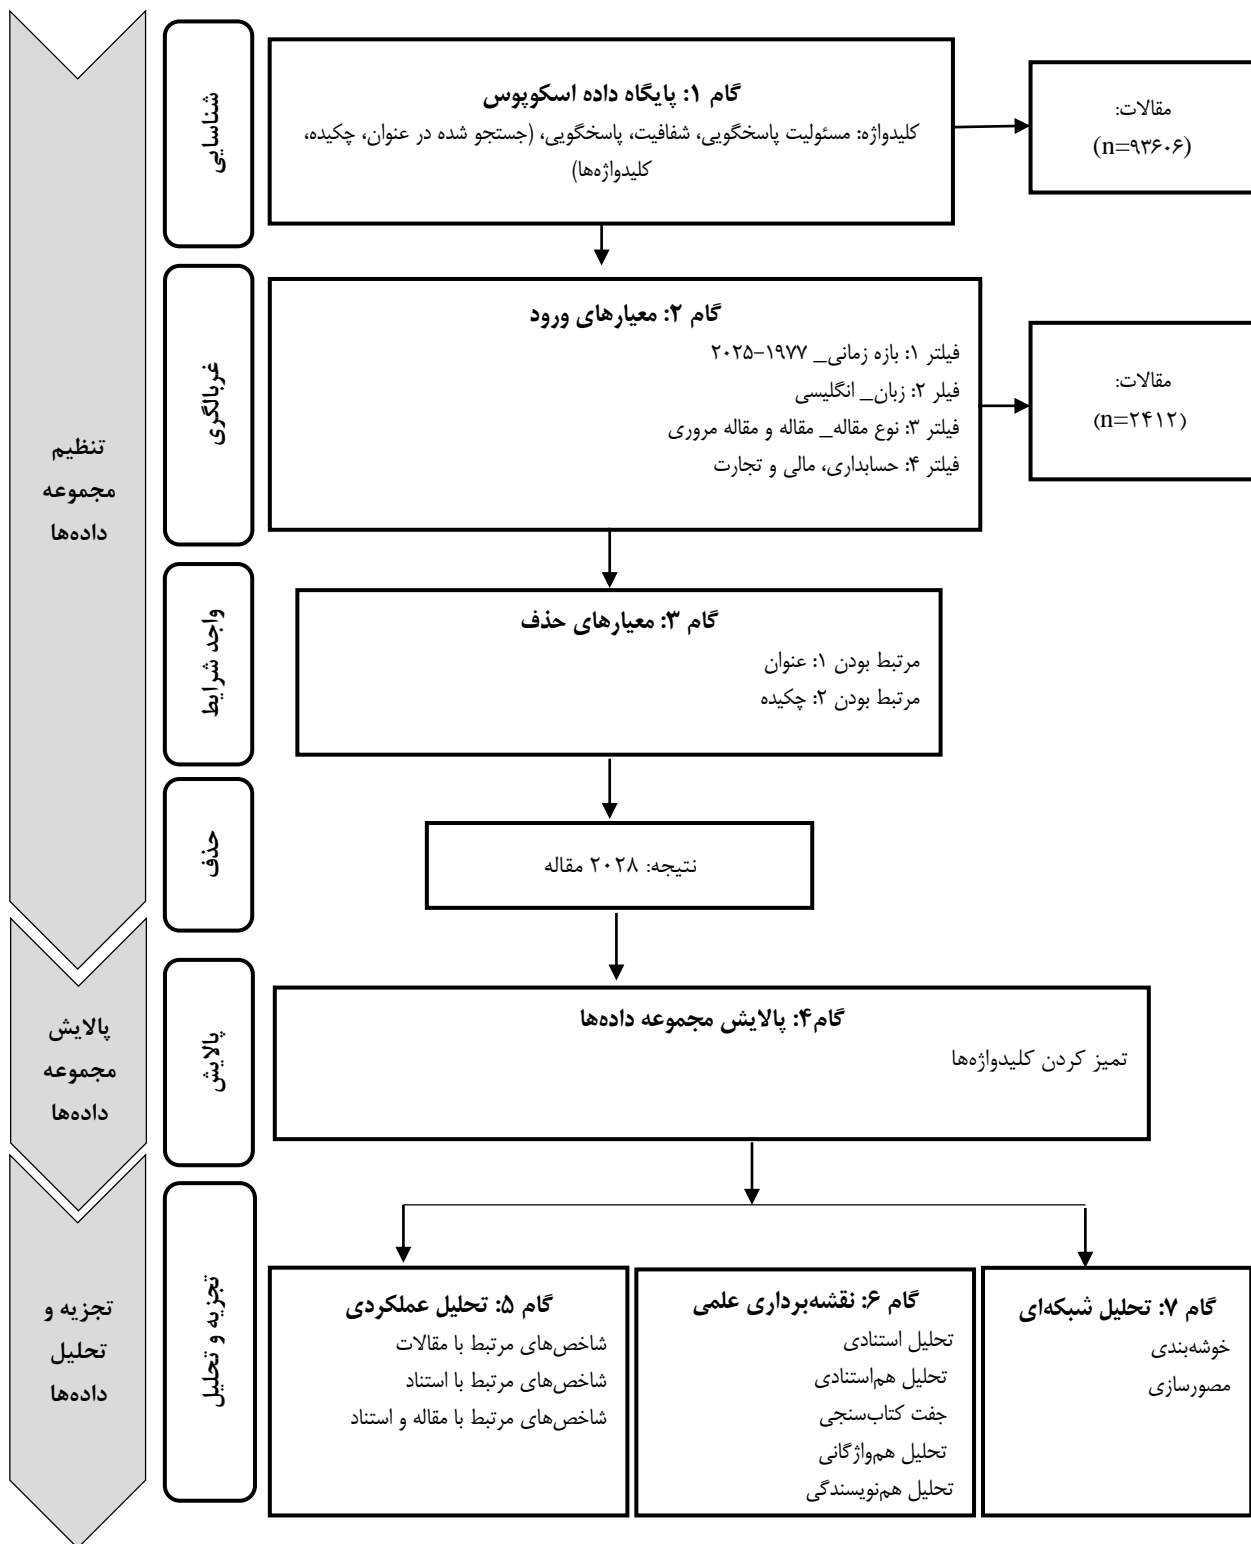 شناسایی
گام ۱: پایگاه داده اسکوپوس
کلیدواژه: مسئولیت پاسخگویی، شفافیت، پاسخگویی، (جستجو شده در عنوان، چکیده،
کلیدواژه‌ها)
مقالات:
(n=۹۳۶۰۶)
غربالگری
گام ۲: معیارهای ورود
فیلتر ۱: بازه زمانی_ ۱۹۷۷-۲۰۲۵
فیلر ۲: زبان_ انگلیسی
فیلتر ۳: نوع مقاله_ مقاله و مقاله مروری
فیلتر ۴: حسابداری، مالی و تجارت
مقالات:
(n=۲۴۱۲)
تنظیم
مجموعه
داده‌ها
واجد شرایط
گام ۳: معیارهای حذف
مرتبط بودن ۱: عنوان
مرتبط بودن ۲: چکیده
حذف
نتیجه: ۲۰۲۸ مقاله
پالایش
مجموعه
داده‌ها
پالایش
گام۴: پالایش مجموعه داده‌ها
تمیز کردن کلیدواژه‌ها
تجزیه و
تحلیل
داده‌ها
تجزیه و تحلیل
گام ۵: تحلیل عملکردی
شاخص‌های مرتبط با مقالات
شاخص‌های مرتبط با استناد
شاخص‌های مرتبط با مقاله و استناد
گام ۶: نقشه‌برداری علمی
تحلیل استنادی
تحلیل هم‌استنادی
جفت کتاب‌سنجی
تحلیل هم‌واژگانی
تحلیل هم‌نویسندگی
گام ۷: تحلیل شبکه‌ای
خوشه‌بندی
مصورسازی